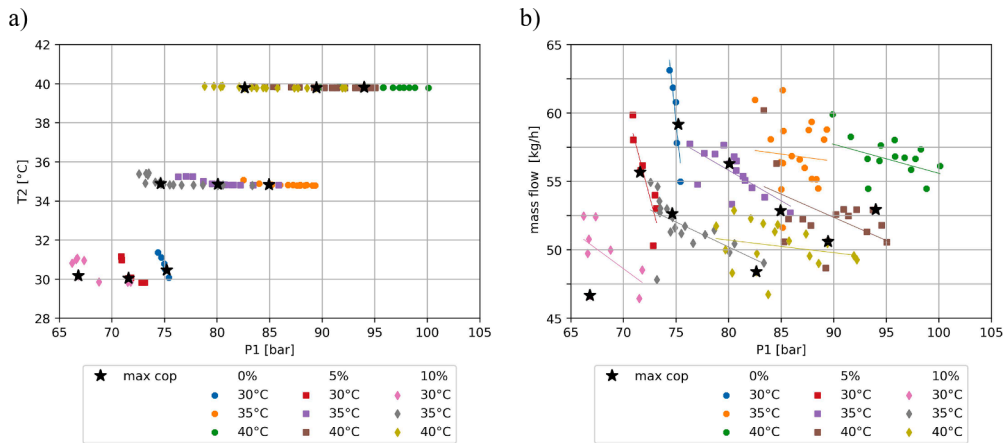 a)
42
40
38
36
34
32
30
28
T2 [°C]
65 70 75 80 85 90 95 100 105
P1 [bar]
max cop 0% 5% 10%
30°C 30°C 30°C
35°C 35°C 35°C
40°C 40°C 40°C
b)
65
60
55
50
45
40
mass flow [kg/h]
65 70 75 80 85 90 95 100 105
P1 [bar]
max cop 0% 5% 10%
30°C 30°C 30°C
35°C 35°C 35°C
40°C 40°C 40°C